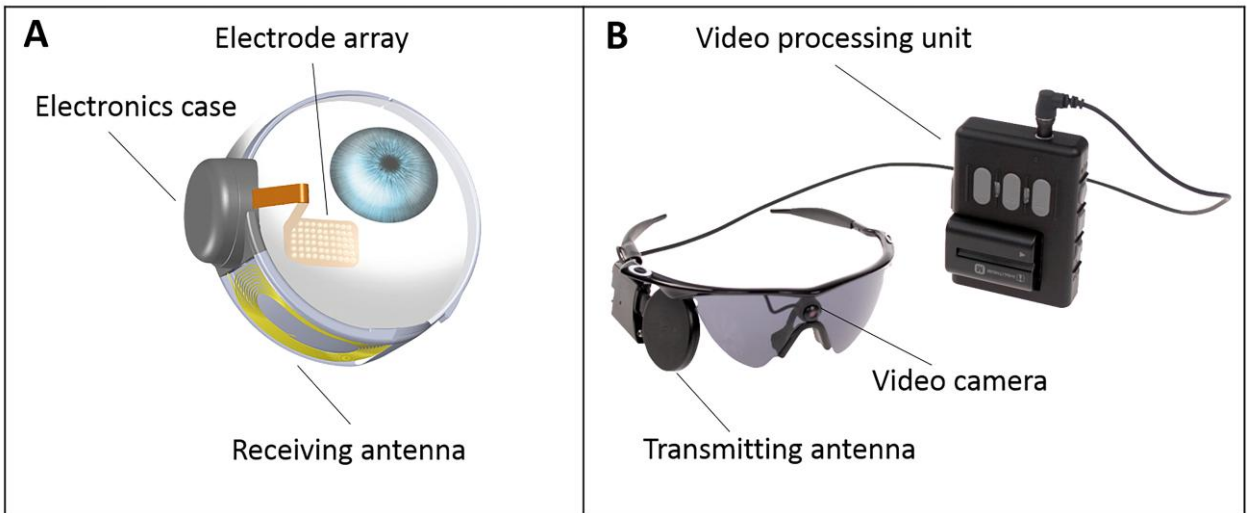 A
Electrode array
Electronics case
Receiving antenna
B
Video processing unit
Video camera
Transmitting antenna